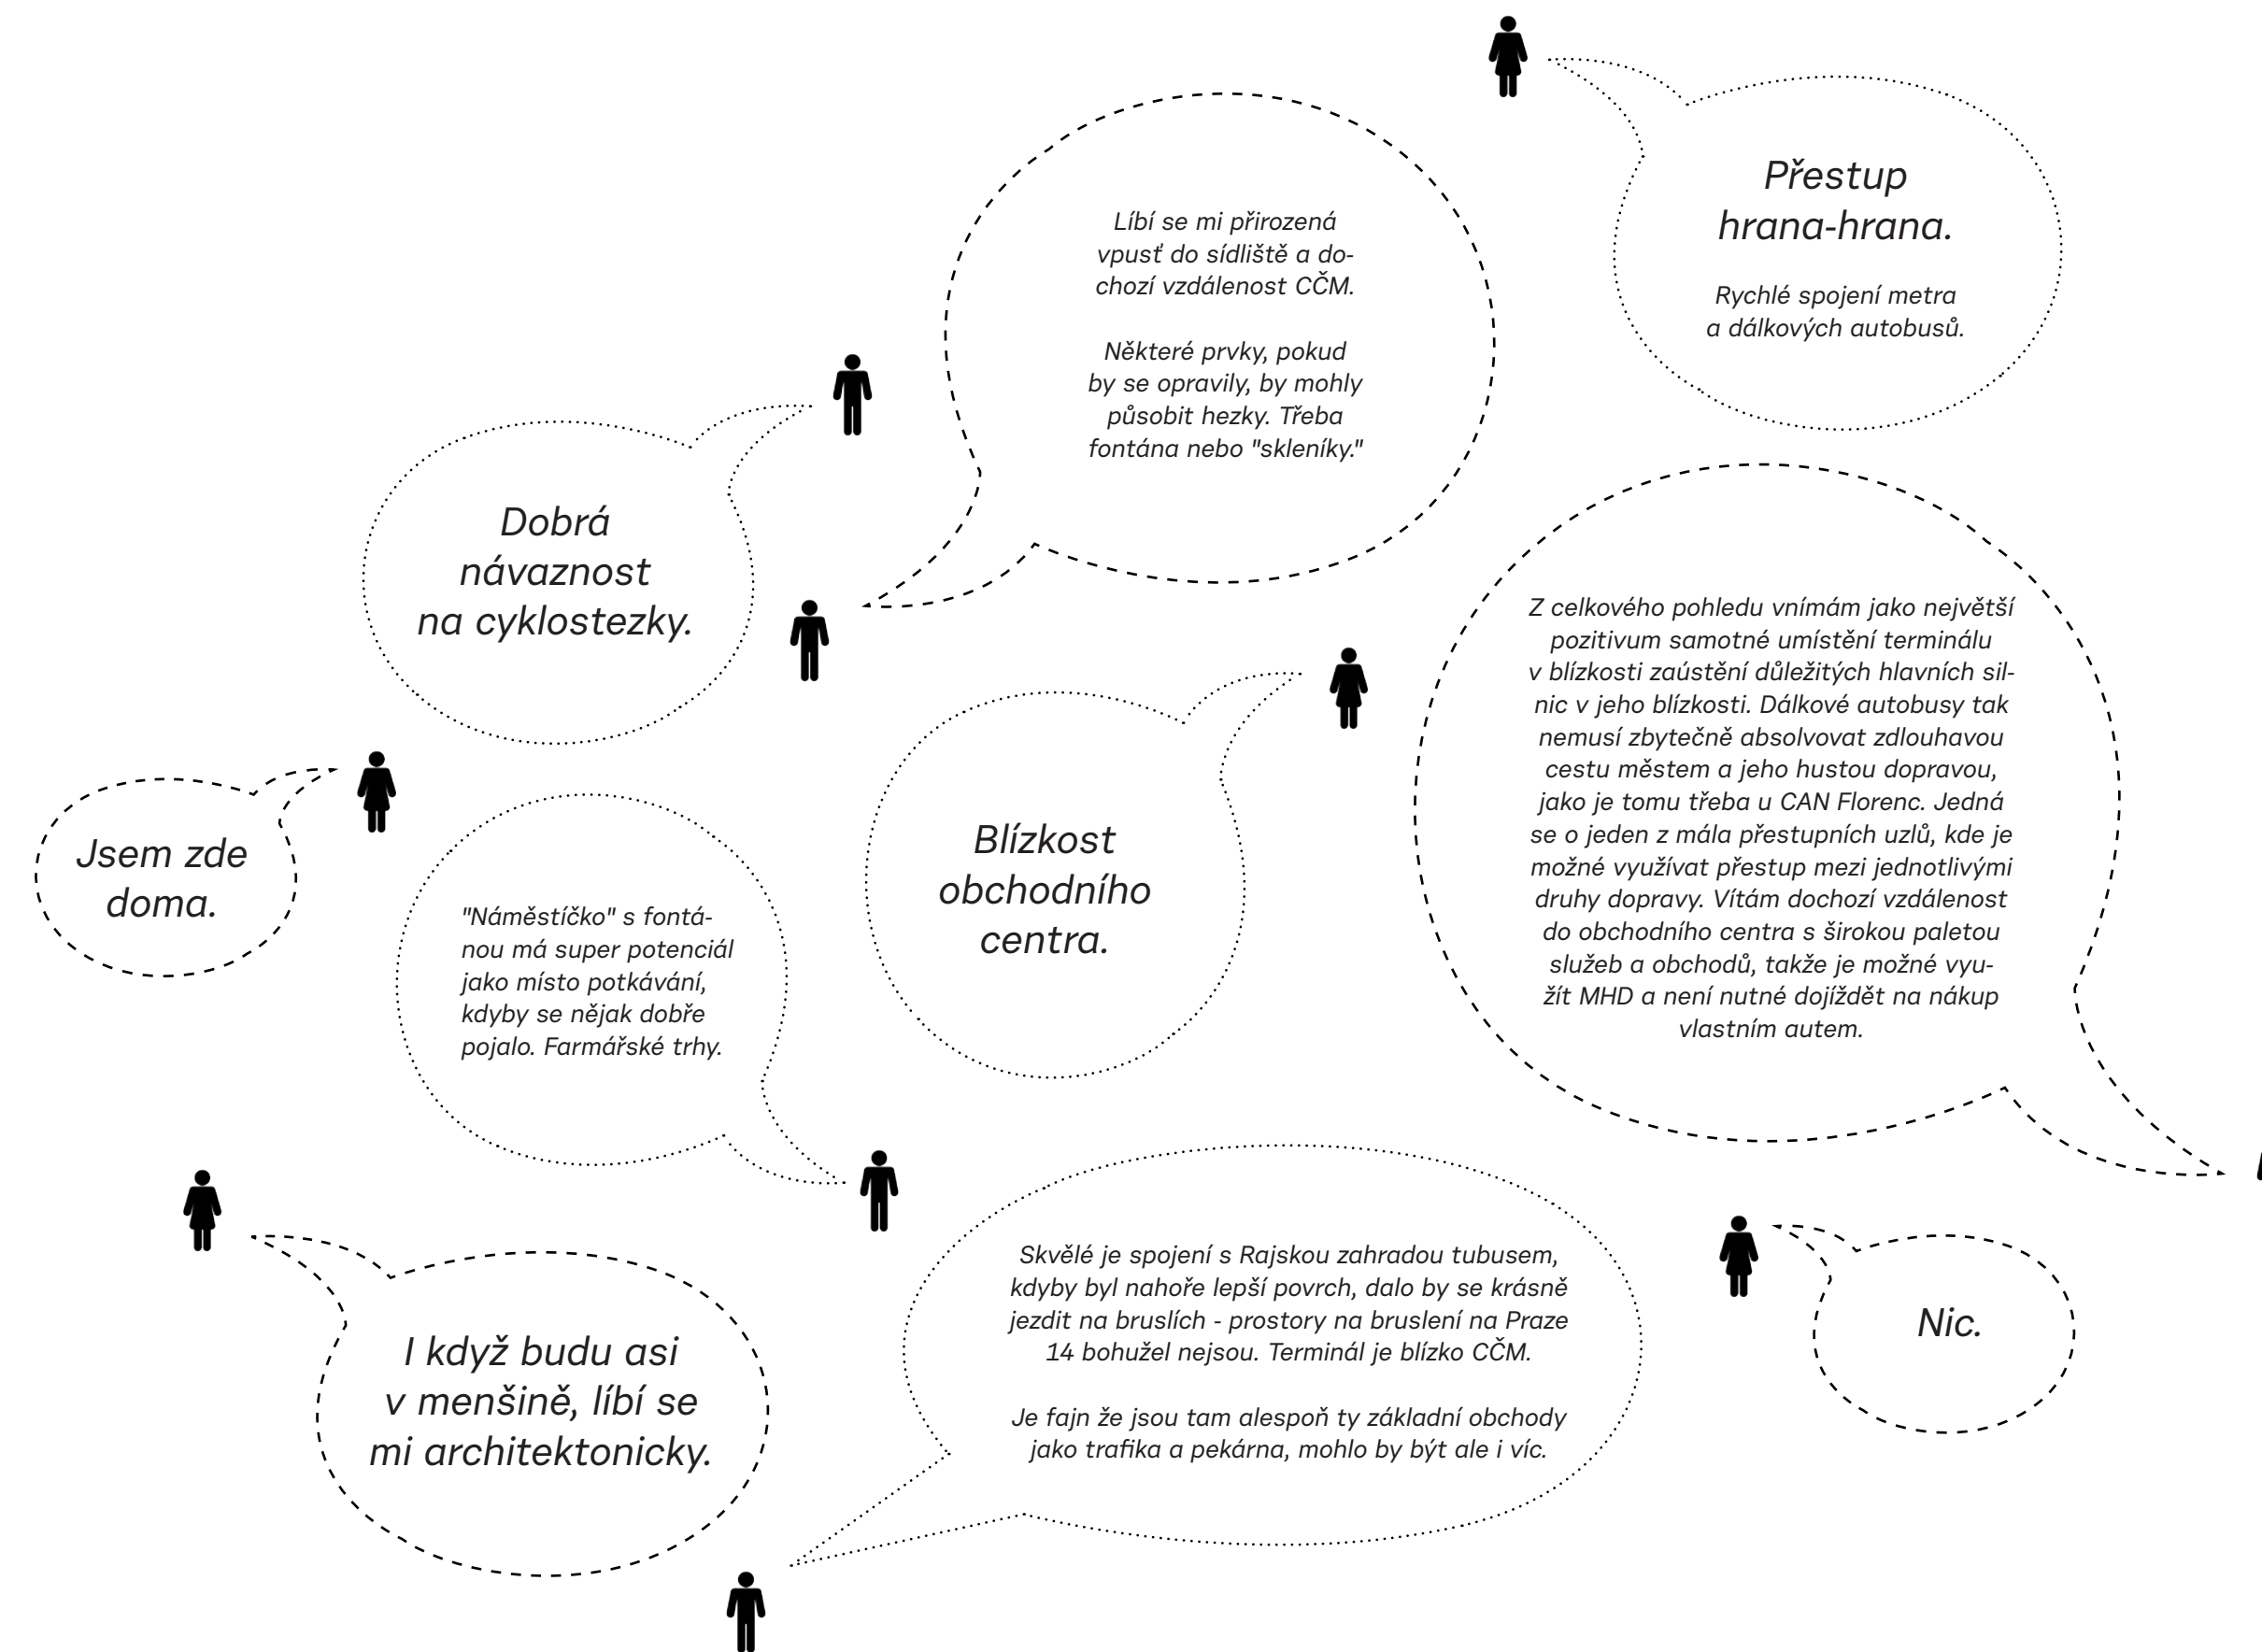 Přestup
hrana-hrana.
Rychlé spojení metra
a dálkových autobusů.
Líbí se mi přirozená
vpusť do sídliště a do-
chozí vzdálenost CČM.
Některé prvky, pokud
by se opravily, by mohly
působit hezky. Třeba
fontána nebo "skleníky."
Dobrá
návaznost
na cyklostezky.
Z celkového pohledu vnímám jako největší
pozitivum samotné umístění terminálu
v blízkosti zaústění důležitých hlavních sil-
nic v jeho blízkosti. Dálkové autobusy tak
nemusí zbytečně absolvovat zdlouhavou
cestu městem a jeho hustou dopravou,
jako je tomu třeba u CAN Florenc. Jedná
se o jeden z mála přestupních uzlů, kde je
možné využívat přestup mezi jednotlivými
druhy dopravy. Vítám dochozí vzdálenost
do obchodního centra s širokou paletou
služeb a obchodů, takže je možné vyu-
žít MHD a není nutné dojíždět na nákup
vlastním autem.
Jsem zde
doma.
Blízkost
obchodního
centra.
"Náměstíčko" s fontá-
nou má super potenciál
jako místo potkávání,
kdyby se nějak dobře
pojalo. Farmářské trhy.
Skvělé je spojení s Rajskou zahradou tubusem,
kdyby byl nahoře lepší povrch, dalo by se krásně
jezdit na bruslích - prostory na bruslení na Praze
14 bohužel nejsou. Terminál je blízko CČM.
Je fajn že jsou tam alespoň ty základní obchody
jako trafika a pekárna, mohlo by být ale i víc.
Nic.
I když budu asi
v menšině, líbí se
mi architektonicky.